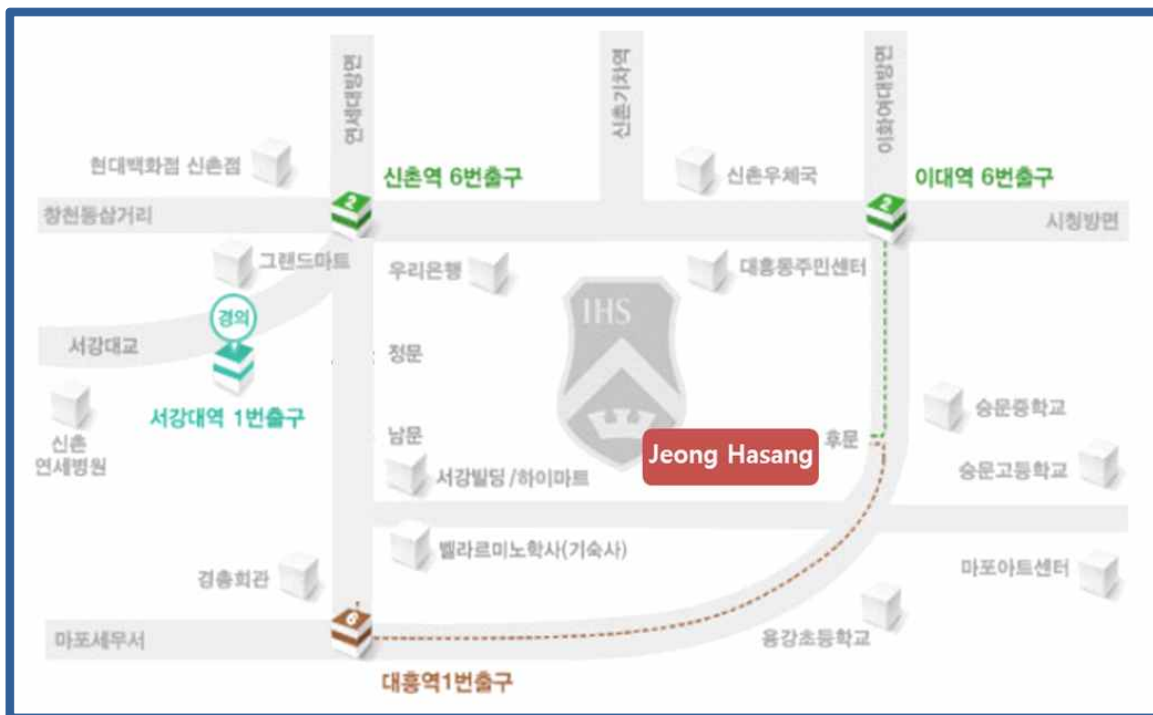 연세대방면
신촌기차역
이화여대방면
현대백화점 신촌점
2
신촌역 6번출구
신촌우체국
2
이대역 6번출구
창천동삼거리
시청방면
그랜드마트
우리은행
대흥동주민센터
IHS
경의
서강대교
정문
서강대역 1번출구
숭문중학교
신촌
연세병원
남문
Jeong Hasang
후문
서강빌딩/하이마트
숭문고등학교
벨라르미노학사(기숙사)
경총회관
마포아트센터
6
마포세무서
용강초등학교
대흥역1번출구